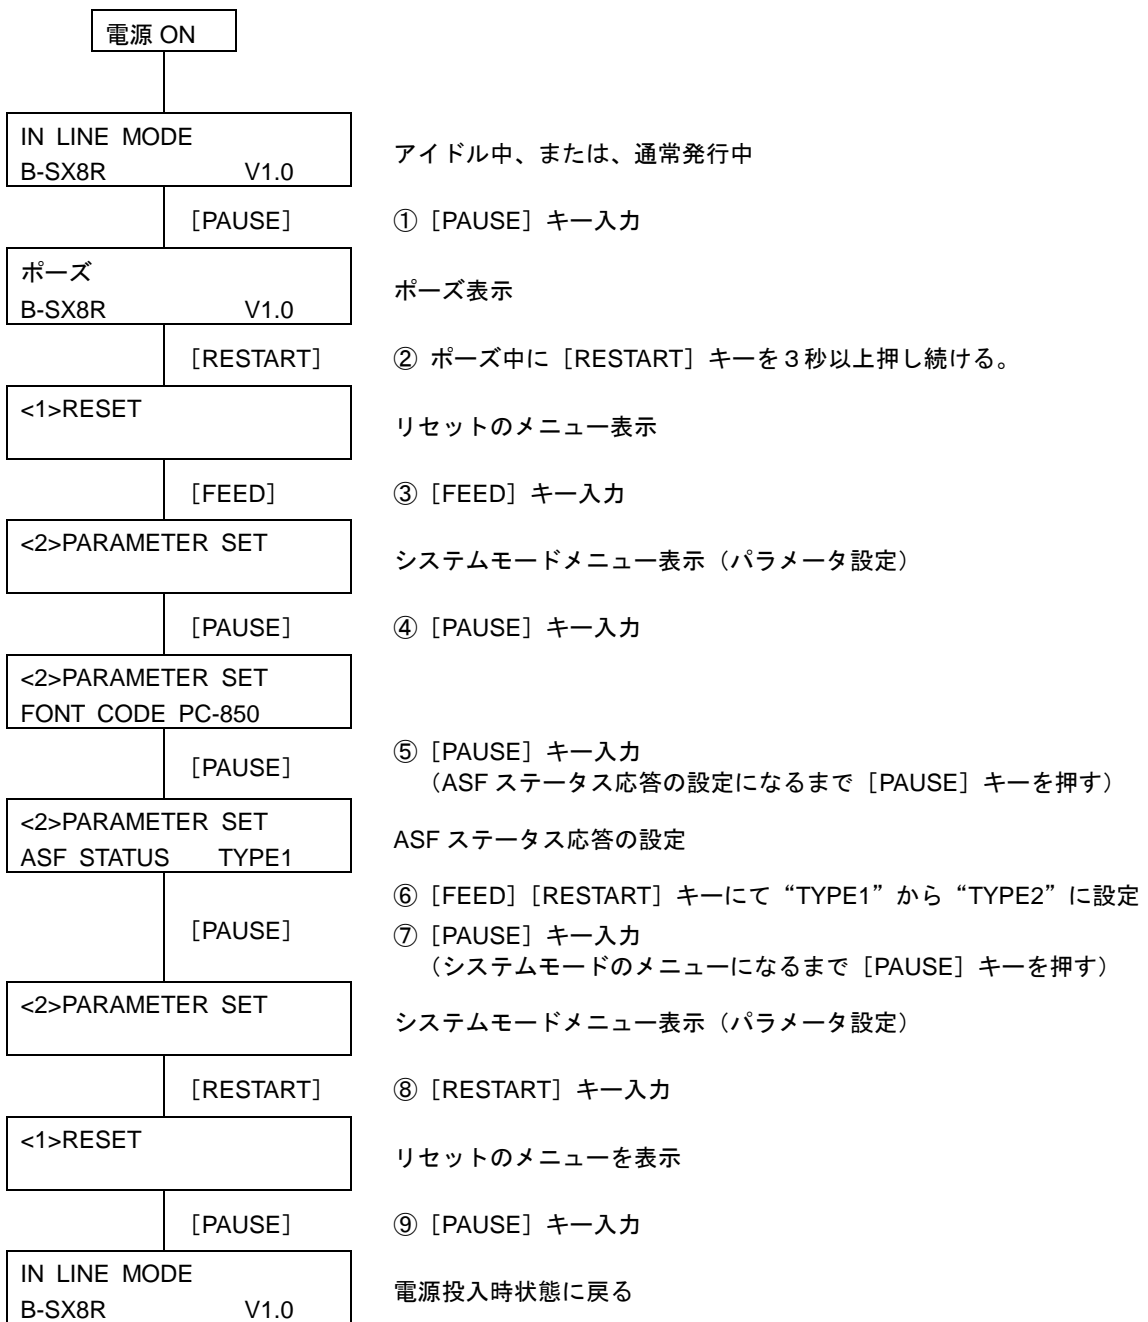 電源 ON
IN LINE MODE
B-SX8R V1.0
アイドル中、または、通常発行中
［PAUSE］
①［PAUSE］キー入力
ポーズ
B-SX8R V1.0
ポーズ表示
［RESTART］
② ポーズ中に［RESTART］キーを３秒以上押し続ける。
<1>RESET
リセットのメニュー表示
［FEED］
③［FEED］キー入力
<2>PARAMETER SET
システムモードメニュー表示（パラメータ設定）
［PAUSE］
④［PAUSE］キー入力
<2>PARAMETER SET
FONT CODE PC-850
［PAUSE］
⑤［PAUSE］キー入力
（ASF ステータス応答の設定になるまで［PAUSE］キーを押す）
<2>PARAMETER SET
ASF STATUS TYPE1
ASF ステータス応答の設定
⑥［FEED］［RESTART］キーにて“TYPE1”から“TYPE2”に設定
［PAUSE］
⑦［PAUSE］キー入力
（システムモードのメニューになるまで［PAUSE］キーを押す）
<2>PARAMETER SET
システムモードメニュー表示（パラメータ設定）
［RESTART］
⑧［RESTART］キー入力
<1>RESET
リセットのメニューを表示
［PAUSE］
⑨［PAUSE］キー入力
IN LINE MODE
B-SX8R V1.0
電源投入時状態に戻る